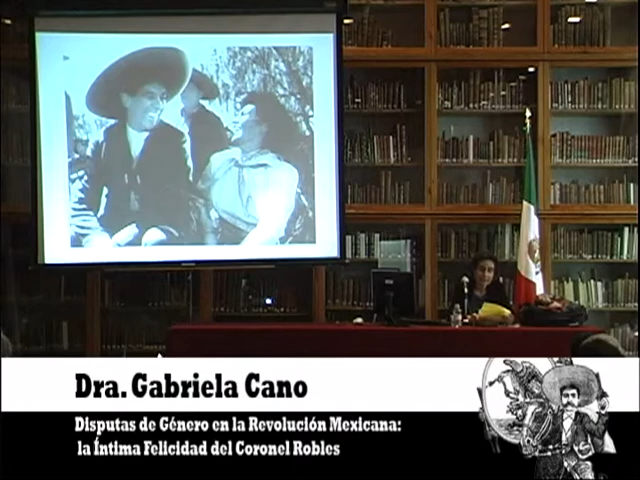 Dra. Gabriela Cano
Disputas de Género en la Revolución Mexicana:
la Íntima Felicidad del Coronel Robles